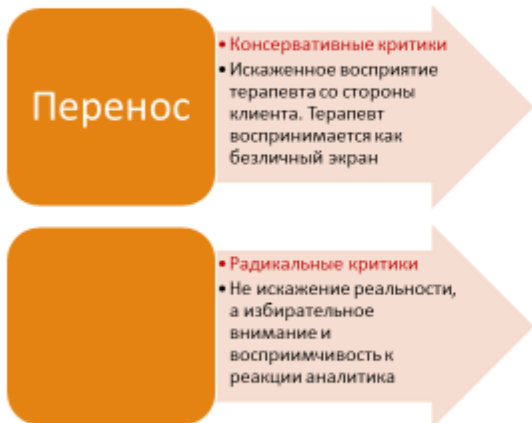 Перенос
• Консервативные критики
• Искаженное восприятие
терапевта со стороны
клиента. Терапевт
воспринимается как
безличный экран
• Радикальные критики
• Не искажение реальности,
а избирательное
внимание и
восприимчивость к
реакции аналитика